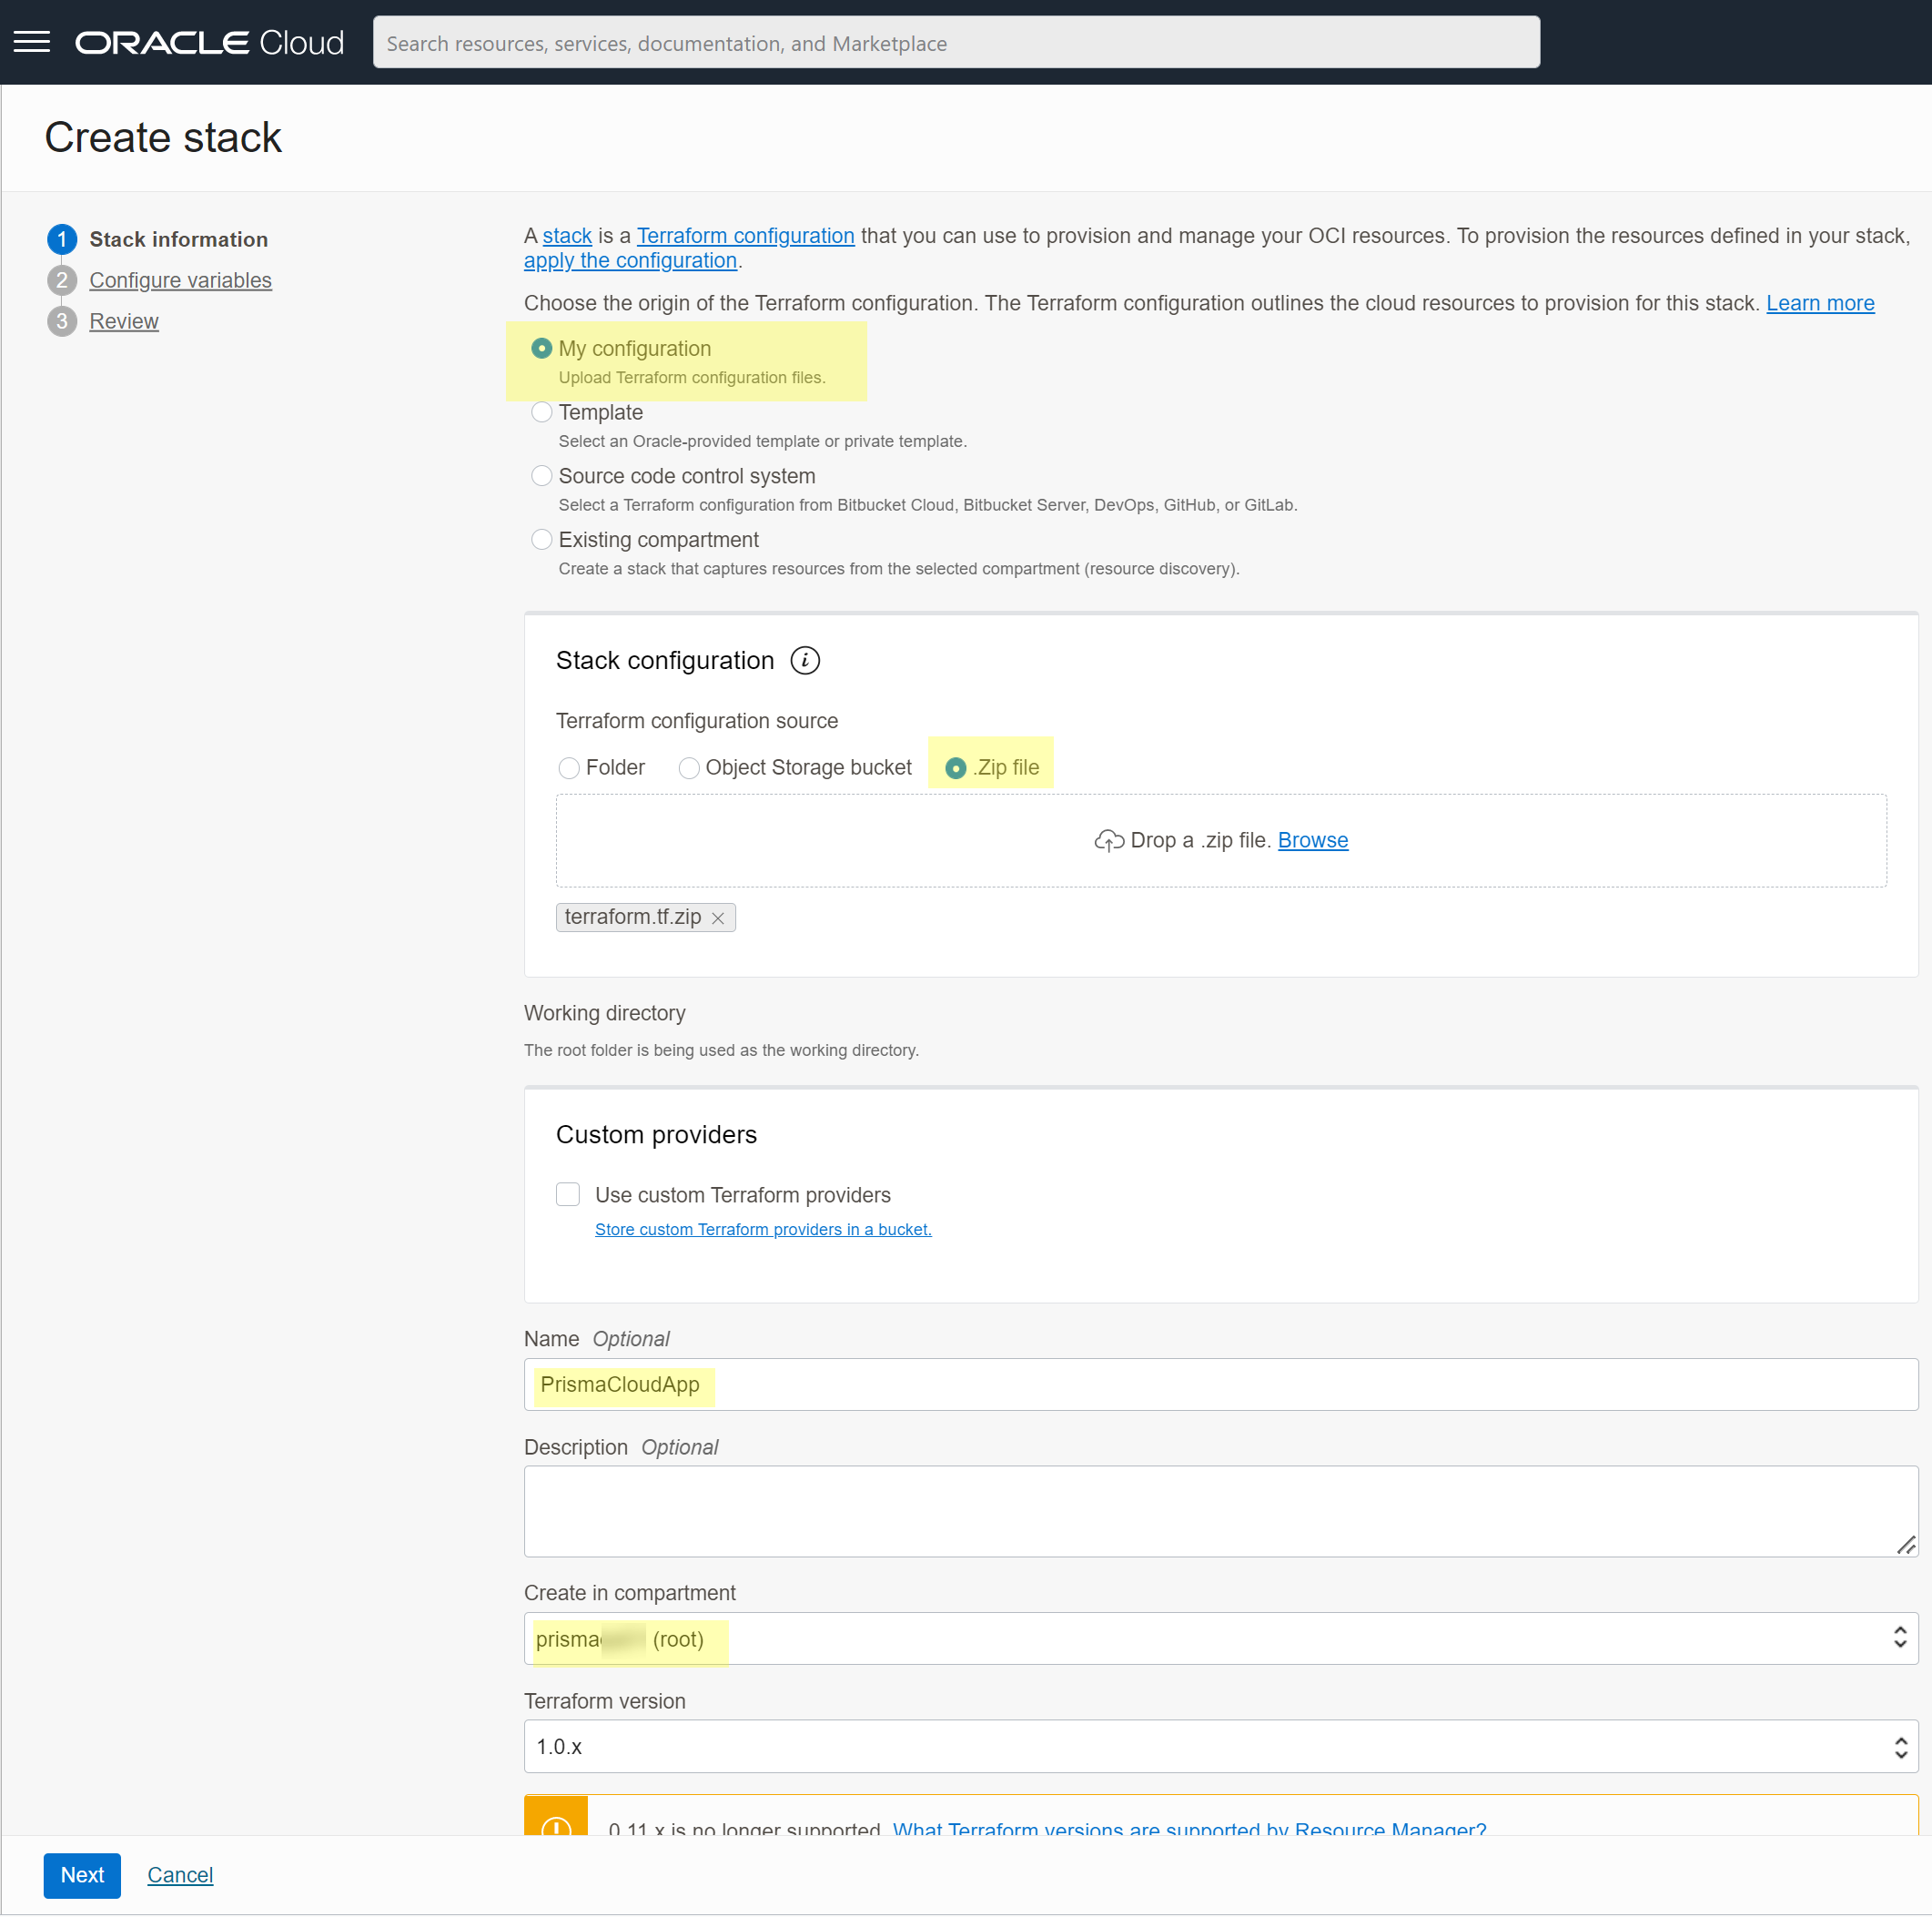 ORACLE Cloud
Search resources, services, documentation, and Marketplace
Create stack
1 Stack information
2 Configure variables
3 Review
A stack is a Terraform configuration that you can use to provision and manage your OCI resources. To provision the resources defined in your stack,
apply the configuration.
Choose the origin of the Terraform configuration. The Terraform configuration outlines the cloud resources to provision for this stack. Learn more
My configuration
Upload Terraform configuration files.
Template
Select an Oracle-provided template or private template.
Source code control system
Select a Terraform configuration from Bitbucket Cloud, Bitbucket Server, DevOps, GitHub, or GitLab.
Existing compartment
Create a stack that captures resources from the selected compartment (resource discovery).
Stack configuration i
Terraform configuration source
Folder Object Storage bucket .Zip file
Drop a .zip file. Browse
terraform.tf.zip
Working directory
The root folder is being used as the working directory.
Custom providers
Use custom Terraform providers
Store custom Terraform providers in a bucket.
Name Optional
PrismaCloudApp
Description Optional
Create in compartment
(root)
Terraform version
1.0.x
0.11.x is no longer supported. What Terraform versions are supported by Resource Manager?
Next Cancel